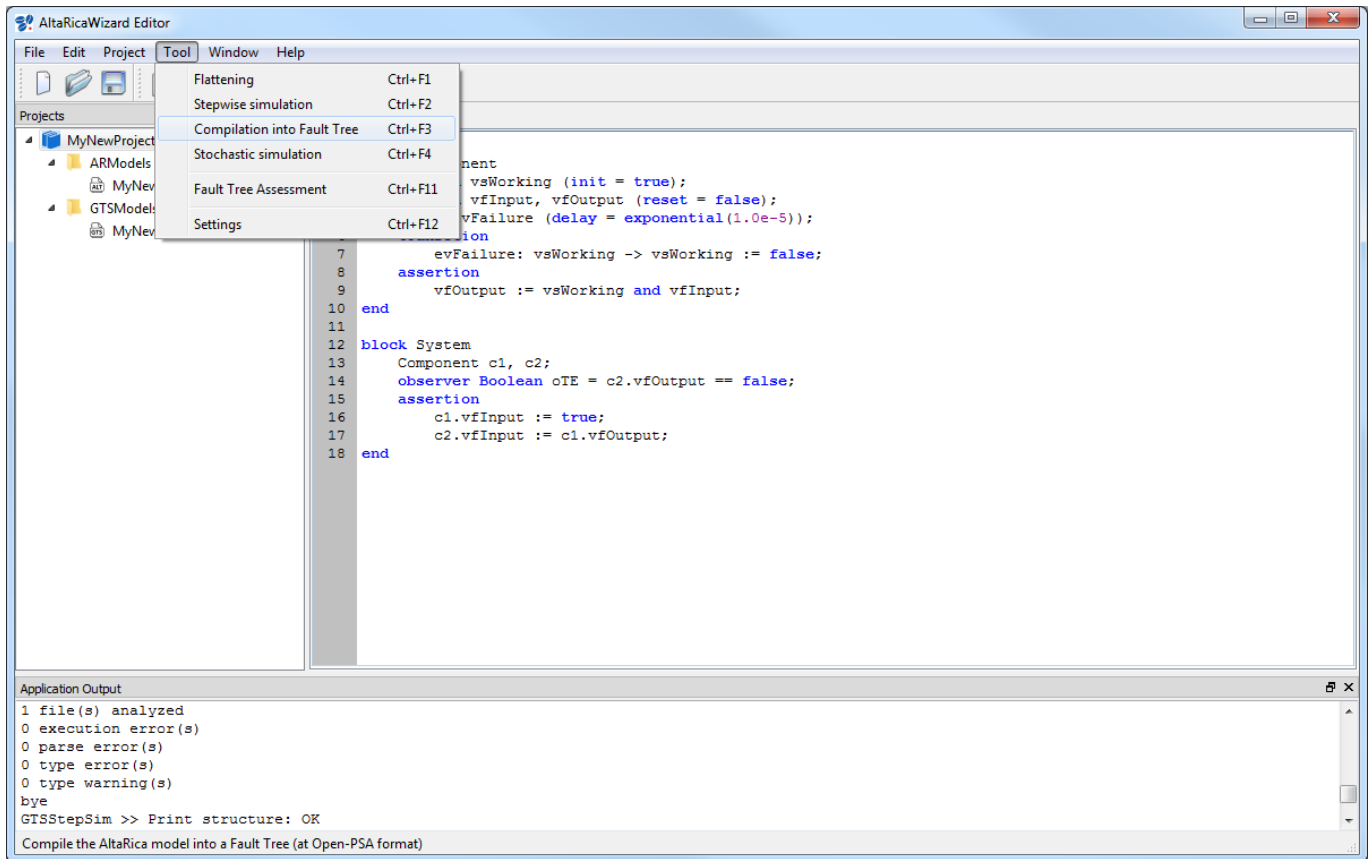 AltaRicaWizard Editor
File Edit Project Tool Window Help
Flattening Ctrl+F1
Stepwise simulation Ctrl+F2
Compilation into Fault Tree Ctrl+F3
Stochastic simulation Ctrl+F4
Fault Tree Assessment Ctrl+F11
Settings Ctrl+F12
Projects
MyNewProject
ARModels
MyNew
GTSModels
MyNew
nent
vsWorking (init = true);
vfInput, vfOutput (reset = false);
vFailure (delay = exponential(1.0e-5));
ion
7 evFailure: vsWorking -> vsWorking := false;
8 assertion
9 vfOutput := vsWorking and vfInput;
10 end
11
12 block System
13 Component c1, c2;
14 observer Boolean oTE = c2.vfOutput == false;
15 assertion
16 c1.vfInput := true;
17 c2.vfInput := c1.vfOutput;
18 end
Application Output
1 file(s) analyzed
0 execution error(s)
0 parse error(s)
0 type error(s)
0 type warning(s)
bye
GTSStepSim >> Print structure: OK
Compile the AltaRica model into a Fault Tree (at Open-PSA format)